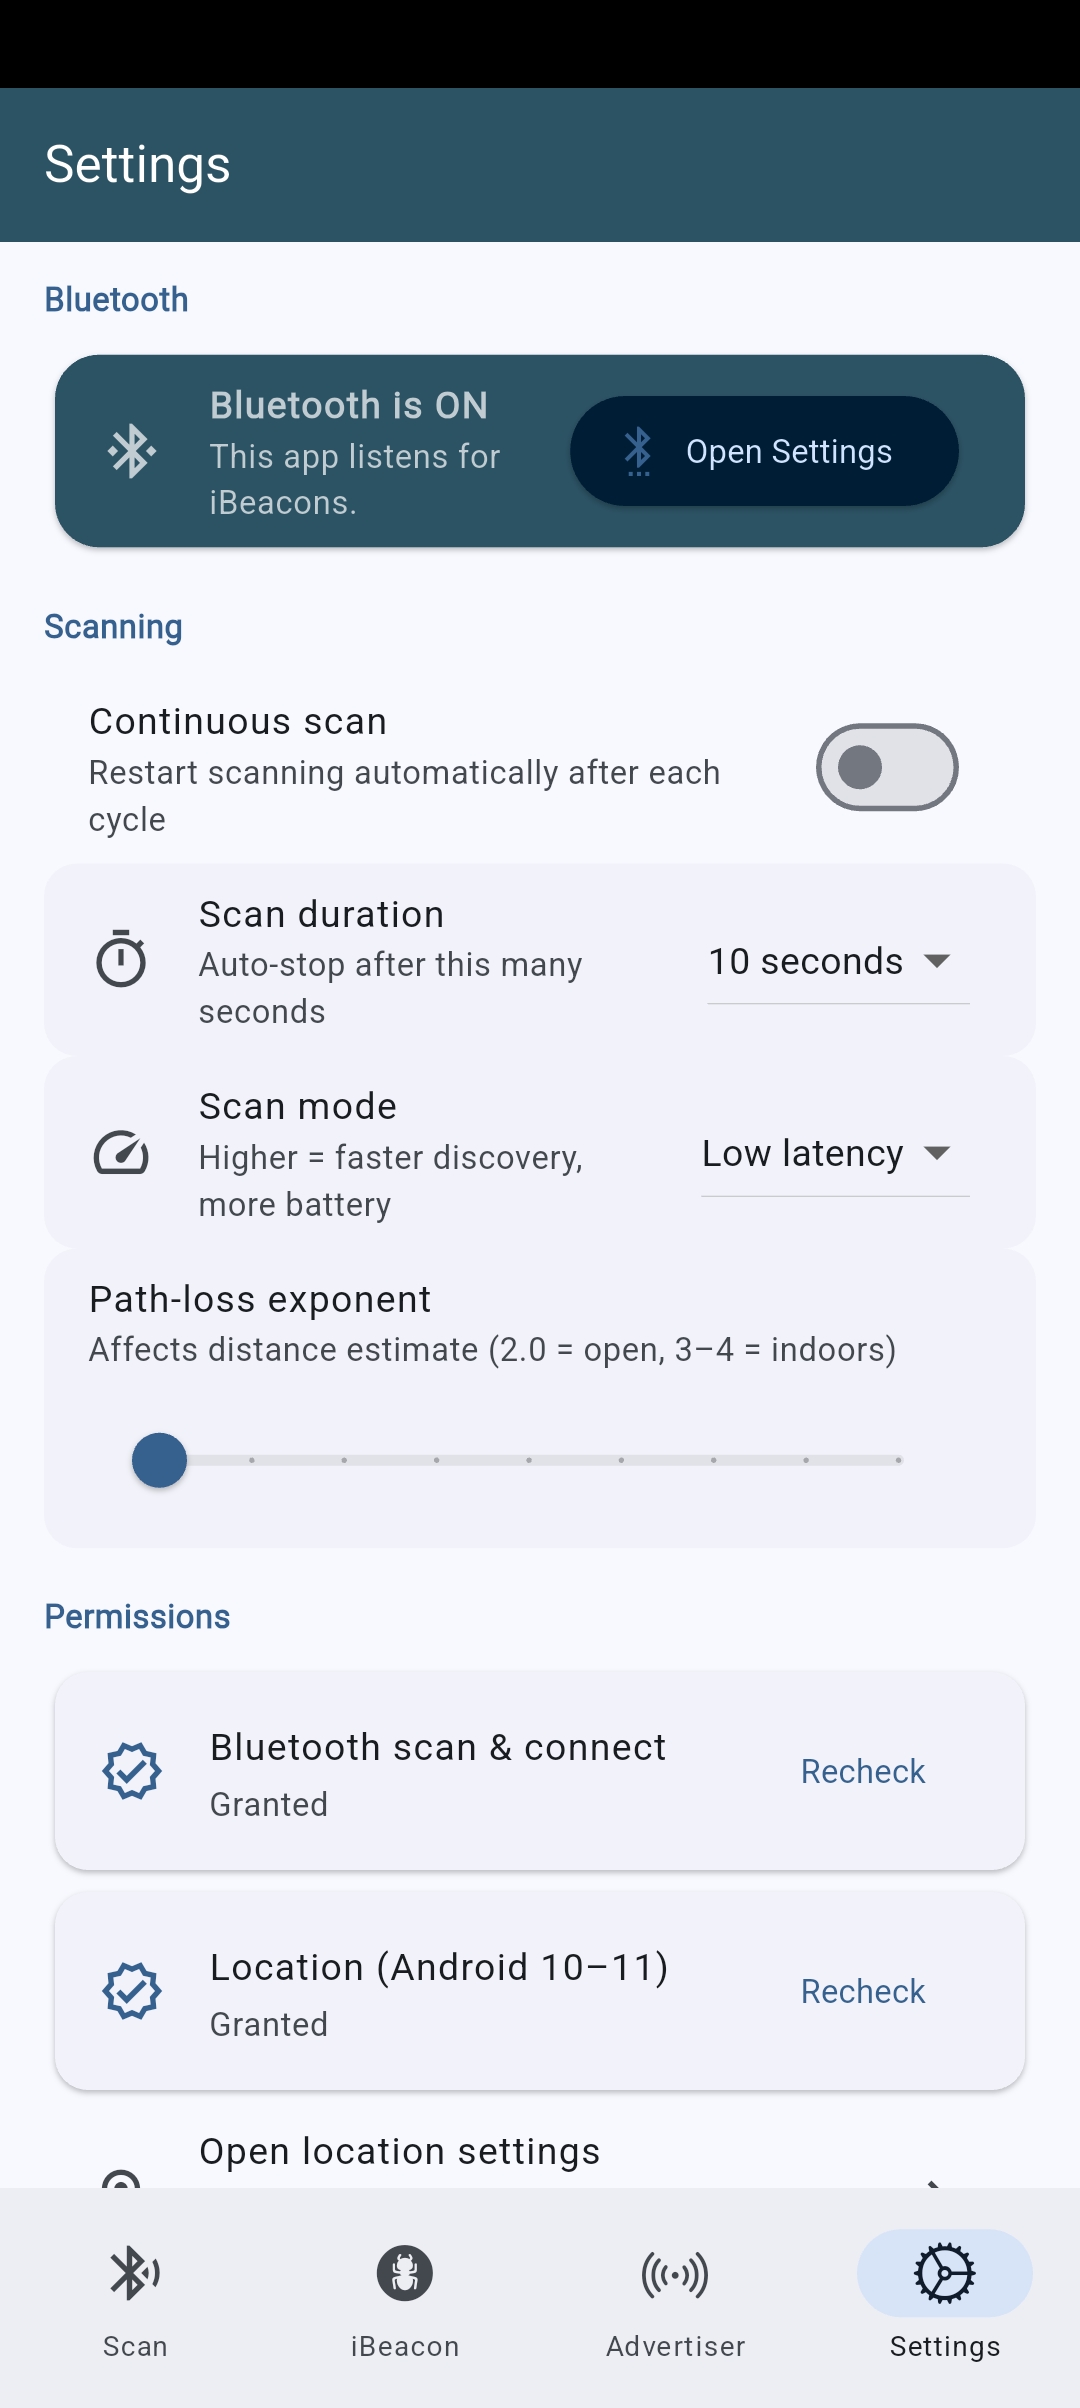 Settings
Bluetooth
Bluetooth is ON
This app listens for
iBeacons.
Open Settings
Scanning
Continuous scan
Restart scanning automatically after each
cycle
Scan duration
Auto-stop after this many
seconds
10 seconds
Scan mode
Higher = faster discovery,
more battery
Low latency
Path-loss exponent
Affects distance estimate (2.0 = open, 3–4 = indoors)
Permissions
Bluetooth scan & connect
Granted
Recheck
Location (Android 10–11)
Granted
Recheck
Open location settings
Scan
iBeacon
Advertiser
Settings